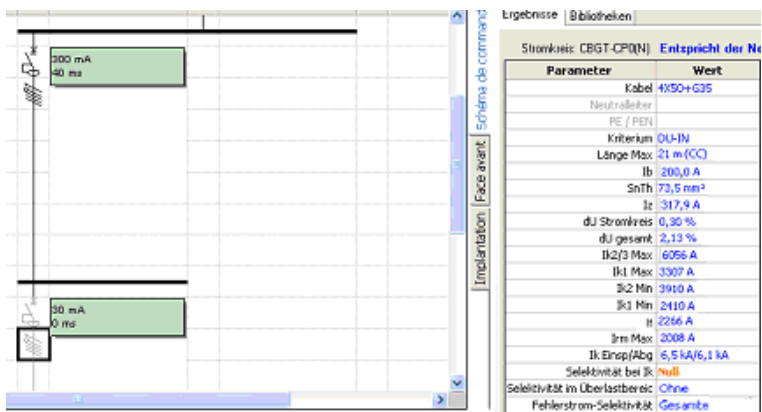 300 mA
40 ms
30 mA
0 ms
Schéma de command
Face avant
Implantation
Ergebnisse
Bibliotheken
Stromkreis: CBGT-CP0(N) Entspricht der No
Parameter Wert
Kabel 4X50+G35
Neutralleiter
PE / PEN
Kriterium DU-IN
Länge Max 21 m (CC)
Ib 200,0 A
SnTh 73,5 mm²
Iz 317,9 A
dU Stromkreis 0,30 %
dU gesamt 2,13 %
Ik2/3 Max 6056 A
Ik1 Max 3307 A
Ik2 Min 3910 A
Ik1 Min 2410 A
If 2266 A
Irm Max 2008 A
Ik Einsp/Abg 6,5 kA/6,1 kA
Selektivität bei Ik Null
Selektivität im Überlastbereic Ohne
Fehlerstrom-Selektivität Gesamte